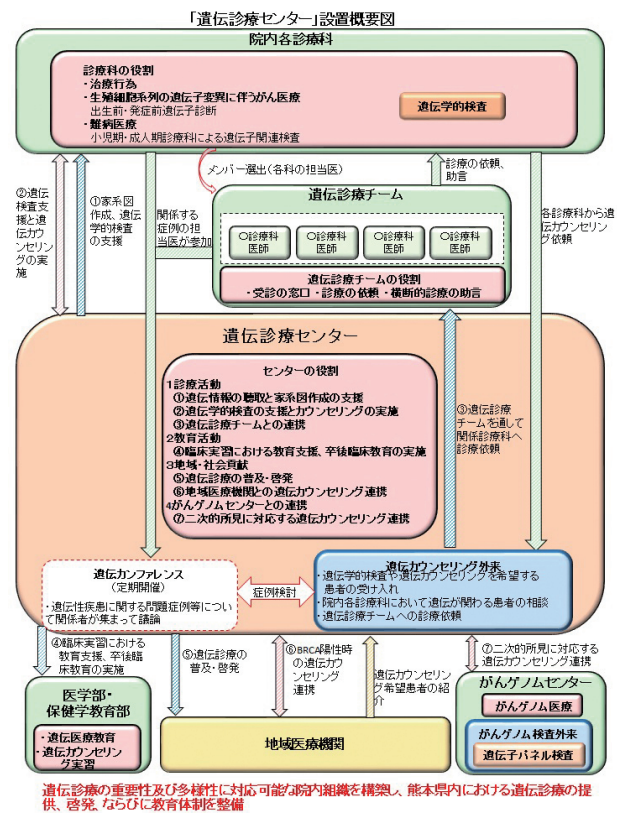 「遺伝診療センター」設置概要図
院内各診療科
診療科の役割
・治療行為
・生殖細胞系列の遺伝子変異に伴うがん医療
出生前・発症前遺伝子診断
・難病医療
小児期・成人期診療科による遺伝子関連検査
遺伝学的検査
メンバー選出(各科の担当医)
診療の依頼、
助言
②遺伝
検査支
援と遺
伝カウ
ンセリン
グの実
施
①家系図
作成、遺伝
学的検査
の支援
関係する
症例の担
当医が参加
各診療科から遺
伝カウンセリン
グ依頼
遺伝診療チーム
〇診療科
医師
〇診療科
医師
〇診療科
医師
〇診療科
医師
遺伝診療チームの役割
・受診の窓口・診療の依頼・横断的診療の助言
遺伝診療センター
センターの役割
1診療活動
①遺伝情報の聴取と家系図作成の支援
②遺伝学的検査の支援とカウンセリングの実施
③遺伝診療チームとの連携
2教育活動
④臨床実習における教育支援、卒後臨床教育の実施
3地域・社会貢献
⑤遺伝診療の普及・啓発
⑥地域医療機関との遺伝カウンセリング連携
4がんゲノムセンターとの連携
⑦二次的所見に対応する遺伝カウンセリング連携
③遺伝診療
チームを通して
関係診療科へ
診療依頼
遺伝カンファレンス
(定期開催)
・遺伝性疾患に関する問題症例等につい
て関係者が集まって議論
症例検討
遺伝カウンセリング外来
・遺伝学的検査や遺伝カウンセリングを希望する
患者の受け入れ
・院内各診療科において遺伝が関わる患者の相談
・遺伝診療チームへの診療依頼
④臨床実習における
教育支援、卒後臨
床教育の実施
⑤遺伝診療の
普及・啓発
⑥BRCA陽性時
の遺伝カウ
ンセリング
連携
遺伝カウンセリン
グ希望患者の紹
介
⑦二次的所見に対応する
遺伝カウンセリング連携
医学部・
保健学教育部
・遺伝医療教育
・遺伝カウンセリン
グ実習
地域医療機関
がんゲノムセンター
がんゲノム医療
がんゲノム検査外来
遺伝子パネル検査
遺伝診療の重要性及び多様性に対応可能な院内組織を構築し、熊本県内における遺伝診療の提
供、啓発、ならびに教育体制を整備